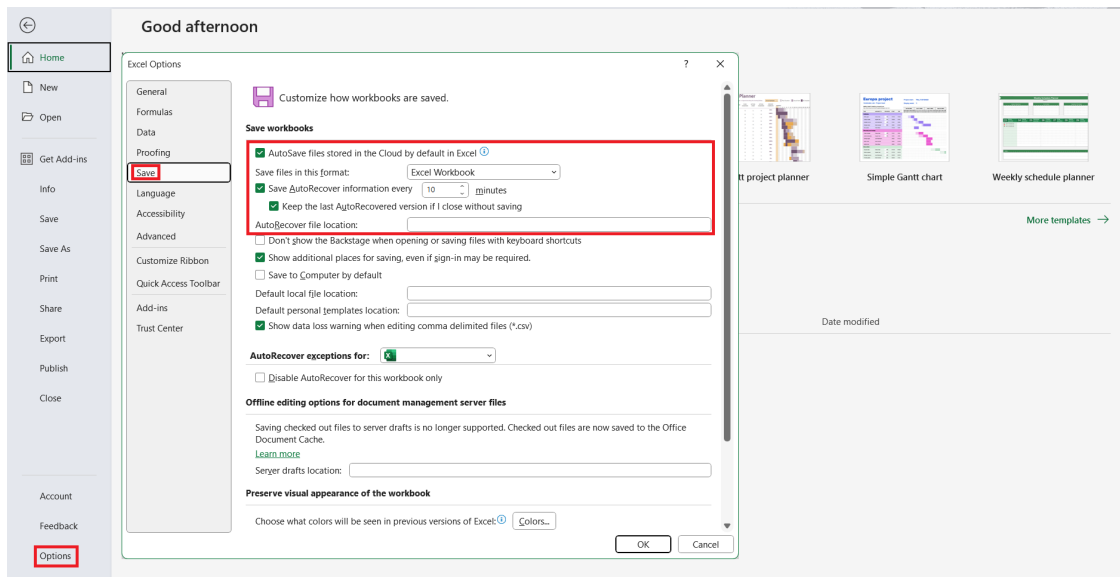 Good afternoon
Home
New
Open
Get Add-ins
Info
Save
Save As
Print
Share
Export
Publish
Close
Account
Feedback
Options
Excel Options
?
General
Formulas
Data
Proofing
Save
Language
Accessibility
Advanced
Customize Ribbon
Quick Access Toolbar
Add-ins
Trust Center
Customize how workbooks are saved.
Save workbooks
AutoSave files stored in the Cloud by default in Excel
Save files in this format: Excel Workbook
Save AutoRecover information every 10 minutes
Keep the last AutoRecovered version if I close without saving
AutoRecover file location:
Don't show the Backstage when opening or saving files with keyboard shortcuts
Show additional places for saving, even if sign-in may be required.
Save to Computer by default
Default local file location:
Default personal templates location:
Show data loss warning when editing comma delimited files (*.csv)
AutoRecover exceptions for:
Disable AutoRecover for this workbook only
Offline editing options for document management server files
Saving checked out files to server drafts is no longer supported. Checked out files are now saved to the Office
Document Cache.
Learn more
Server drafts location:
Preserve visual appearance of the workbook
Choose what colors will be seen in previous versions of Excel: Colors...
OK Cancel
Planner
Europe project
tt project planner
Simple Gantt chart
Weekly schedule planner
More templates
Date modified